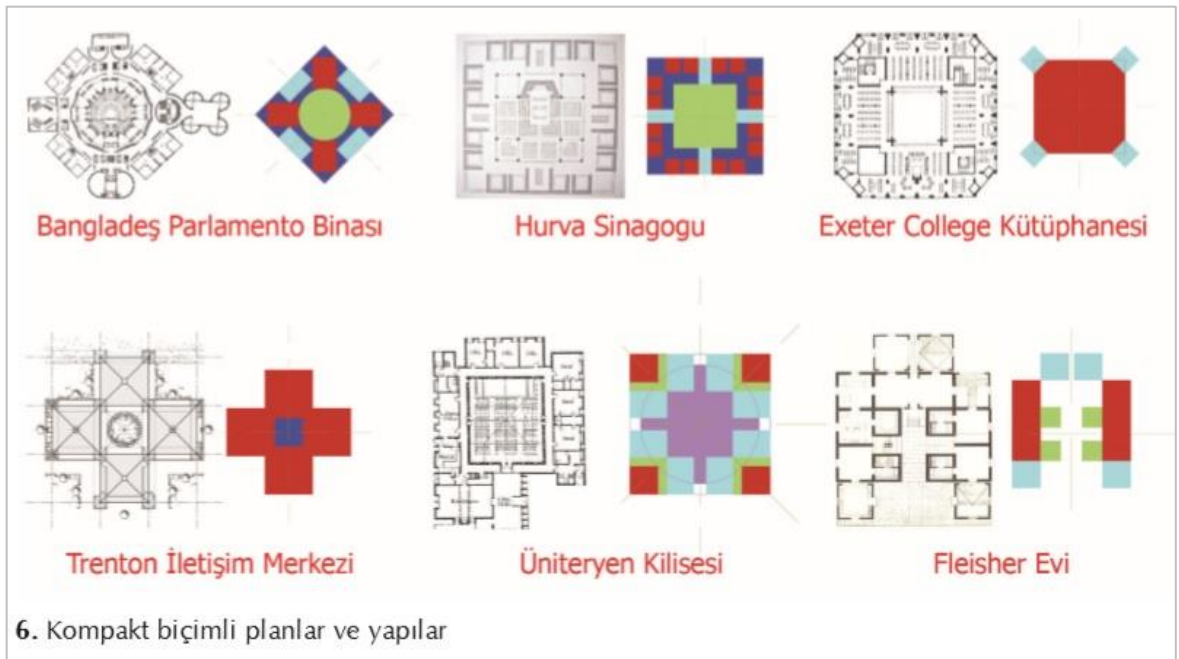 Bangladeş Parlamento Binası
Hurva Sinagogu
Exeter College Kütüphanesi
Trenton İletişim Merkezi
Üniteryen Kilisesi
Fleisher Evi
6. Kompakt biçimli planlar ve yapılar